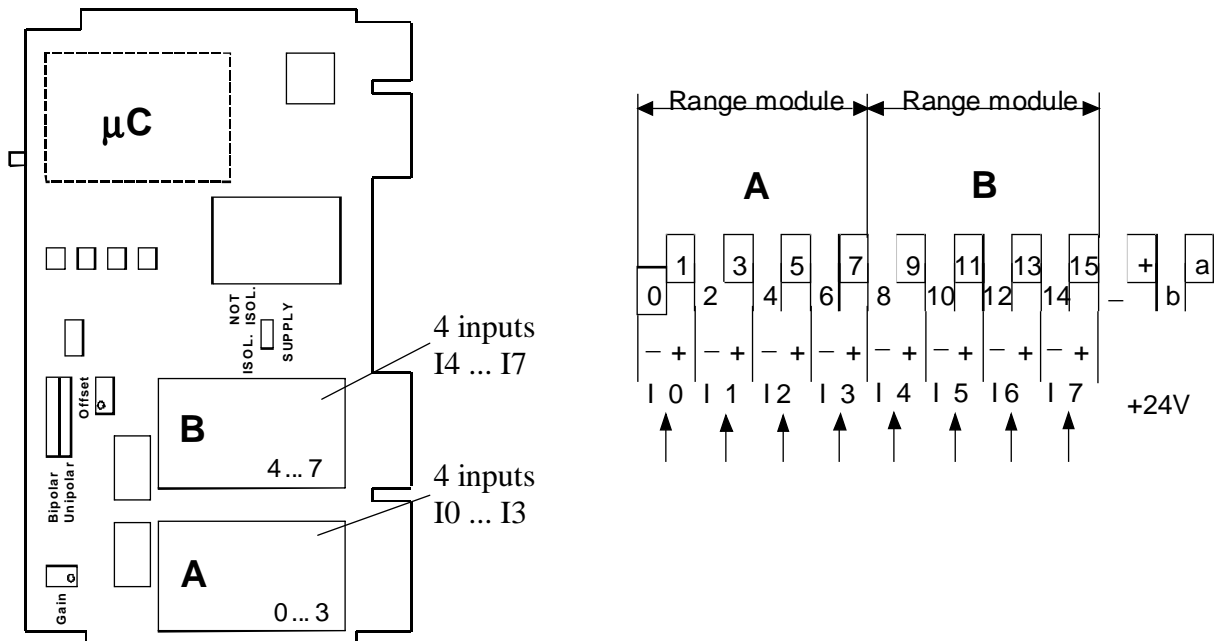 μC
NOT
ISOL. ISOL.
SUPPLY
4 inputs
I4 ... I7
Offset
B
4 ... 7
Bipolar
Unipolar
4 inputs
I0 ... I3
A
0 ... 3
Gain
Range module Range module
A B
1 3 5 7 9 11 13 15 + a
0 2 4 6 8 10 12 14 – b
– + – + – + – + – + – + – + – +
I 0 I 1 I 2 I 3 I 4 I 5 I 6 I 7
+24V